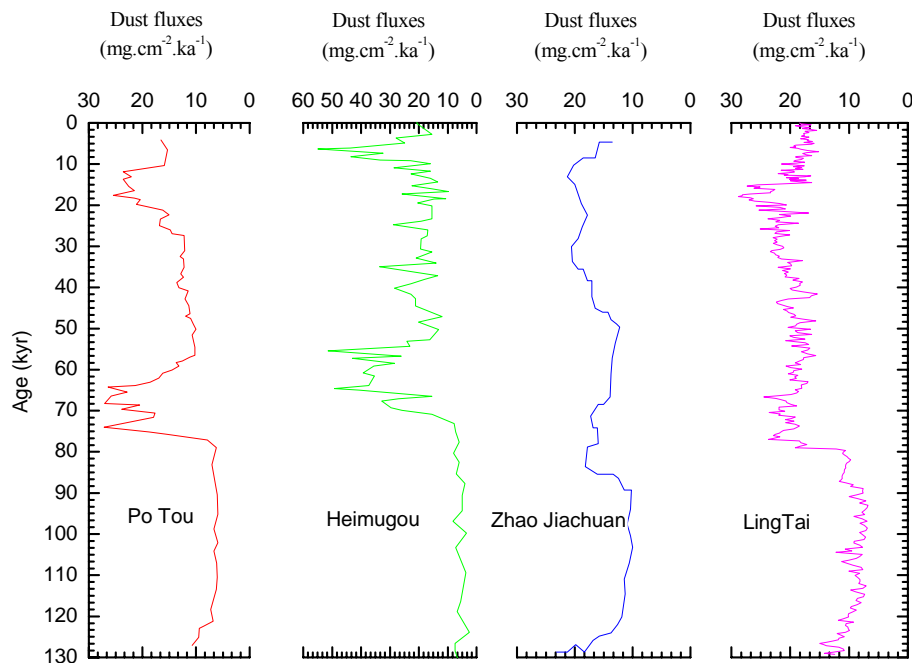 Dust fluxes Dust fluxes Dust fluxes Dust fluxes
(mg.cm⁻².ka⁻¹) (mg.cm⁻².ka⁻¹) (mg.cm⁻².ka⁻¹) (mg.cm⁻².ka⁻¹)
30 20 10 0 60 50 40 30 20 10 0 30 20 10 0 30 20 10 0
0
10
20
30
40
50
60
70
80
90
100
110
120
130
Age (kyr)
Po Tou
Heimugou
Zhao Jiachuan
LingTai